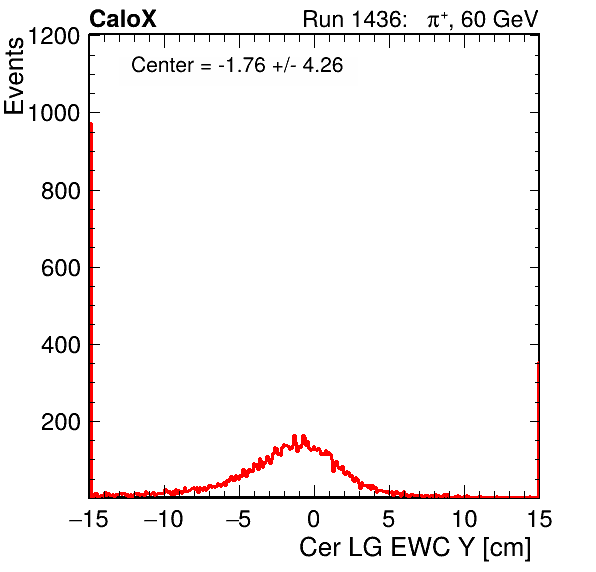 CaloX
Run 1436: π⁺, 60 GeV
Center = -1.76 +/- 4.26
Events
1200
1000
800
600
400
200
−15 −10 −5 0 5 10 15
Cer LG EWC Y [cm]